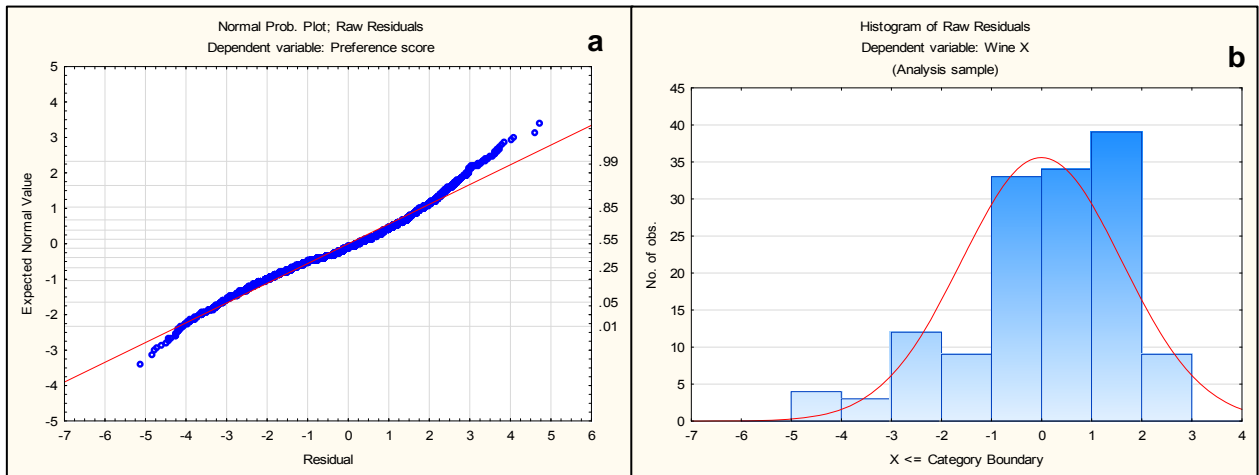 Normal Prob. Plot; Raw Residuals
Dependent variable: Preference score
a
5
4
3
2
1
0
-1
-2
-3
-4
-5
Expected Normal Value
.99
.85
.55
.25
.05
.01
-7 -6 -5 -4 -3 -2 -1 0 1 2 3 4 5 6
Residual
Histogram of Raw Residuals
Dependent variable: Wine X
(Analysis sample)
b
45
40
35
30
25
20
15
10
5
0
No. of obs.
-7 -6 -5 -4 -3 -2 -1 0 1 2 3 4
X <= Category Boundary